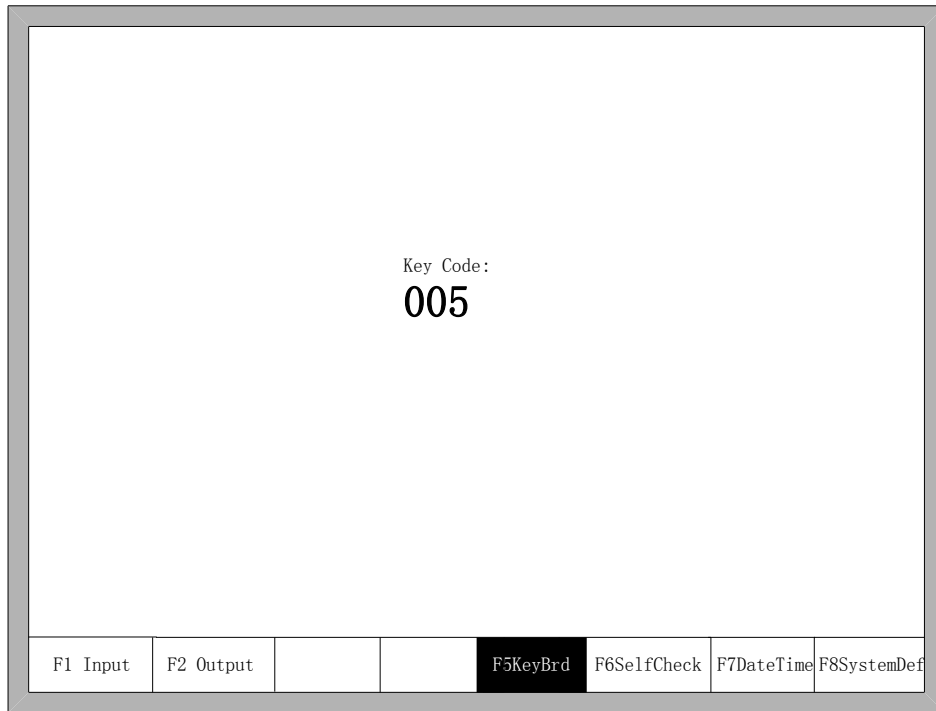 Key Code:
005
F1 Input F2 Output F5KeyBrd F6SelfCheck F7DateTime F8SystemDef